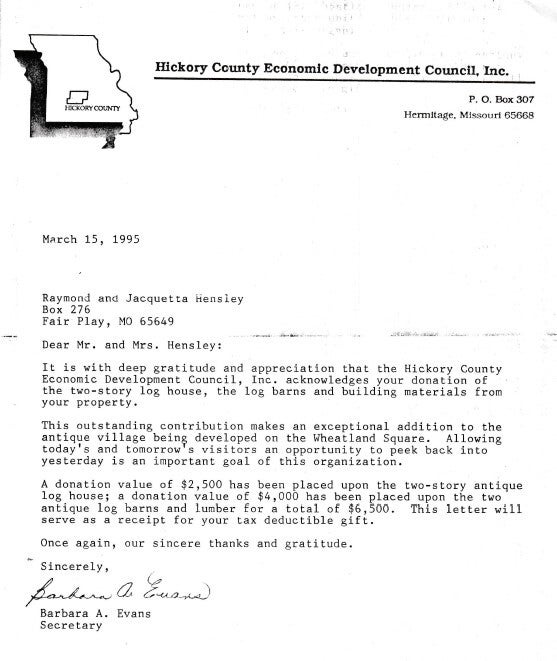 Hickory County Economic Development Council, Inc.
HICKORY COUNTY
P. O. Box 307
Hermitage, Missouri 65668
March 15, 1995
Raymond and Jacquetta Hensley
Box 276
Fair Play, MO 65649
Dear Mr. and Mrs. Hensley:
It is with deep gratitude and appreciation that the Hickory County
Economic Development Council, Inc. acknowledges your donation of
the two-story log house, the log barns and building materials from
your property.
This outstanding contribution makes an exceptional addition to the
antique village being developed on the Wheatland Square. Allowing
today's and tomorrow's visitors an opportunity to peek back into
yesterday is an important goal of this organization.
A donation value of $2,500 has been placed upon the two-story antique
log house; a donation value of $4,000 has been placed upon the two
antique log barns and lumber for a total of $6,500. This letter will
serve as a receipt for your tax deductible gift.
Once again, our sincere thanks and gratitude.
Sincerely,
Barbara A. Evans
Barbara A. Evans
Secretary